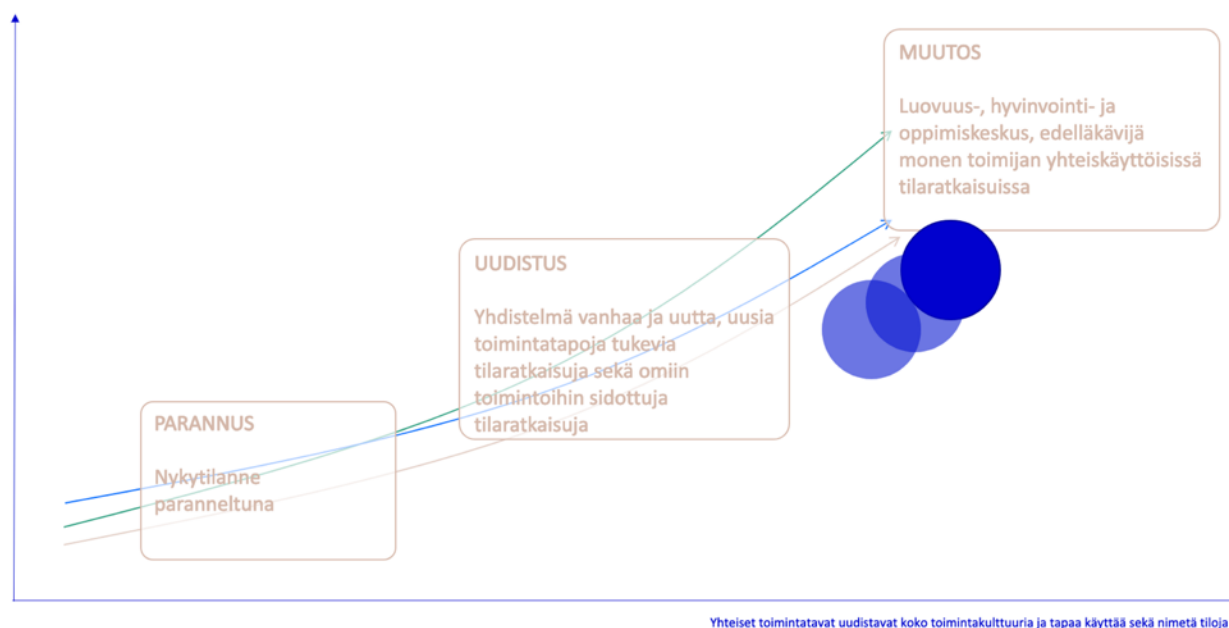 MUUTOS
Luovuus-, hyvinvointi- ja
oppimiskeskus, edelläkävijä
monen toimijan yhteiskäyttöisissä
tilaratkaisuissa
UUDISTUS
Yhdistelmä vanhaa ja uutta, uusia
toimintatapoja tukevia
tilaratkaisuja sekä omiin
toimintoihin sidottuja
tilaratkaisuja
PARANNUS
Nykytilanne
paranneltuna
Yhteiset toimintatavat uudistavat koko toimintakulttuuria ja tapaa käyttää sekä nimetä tiloja